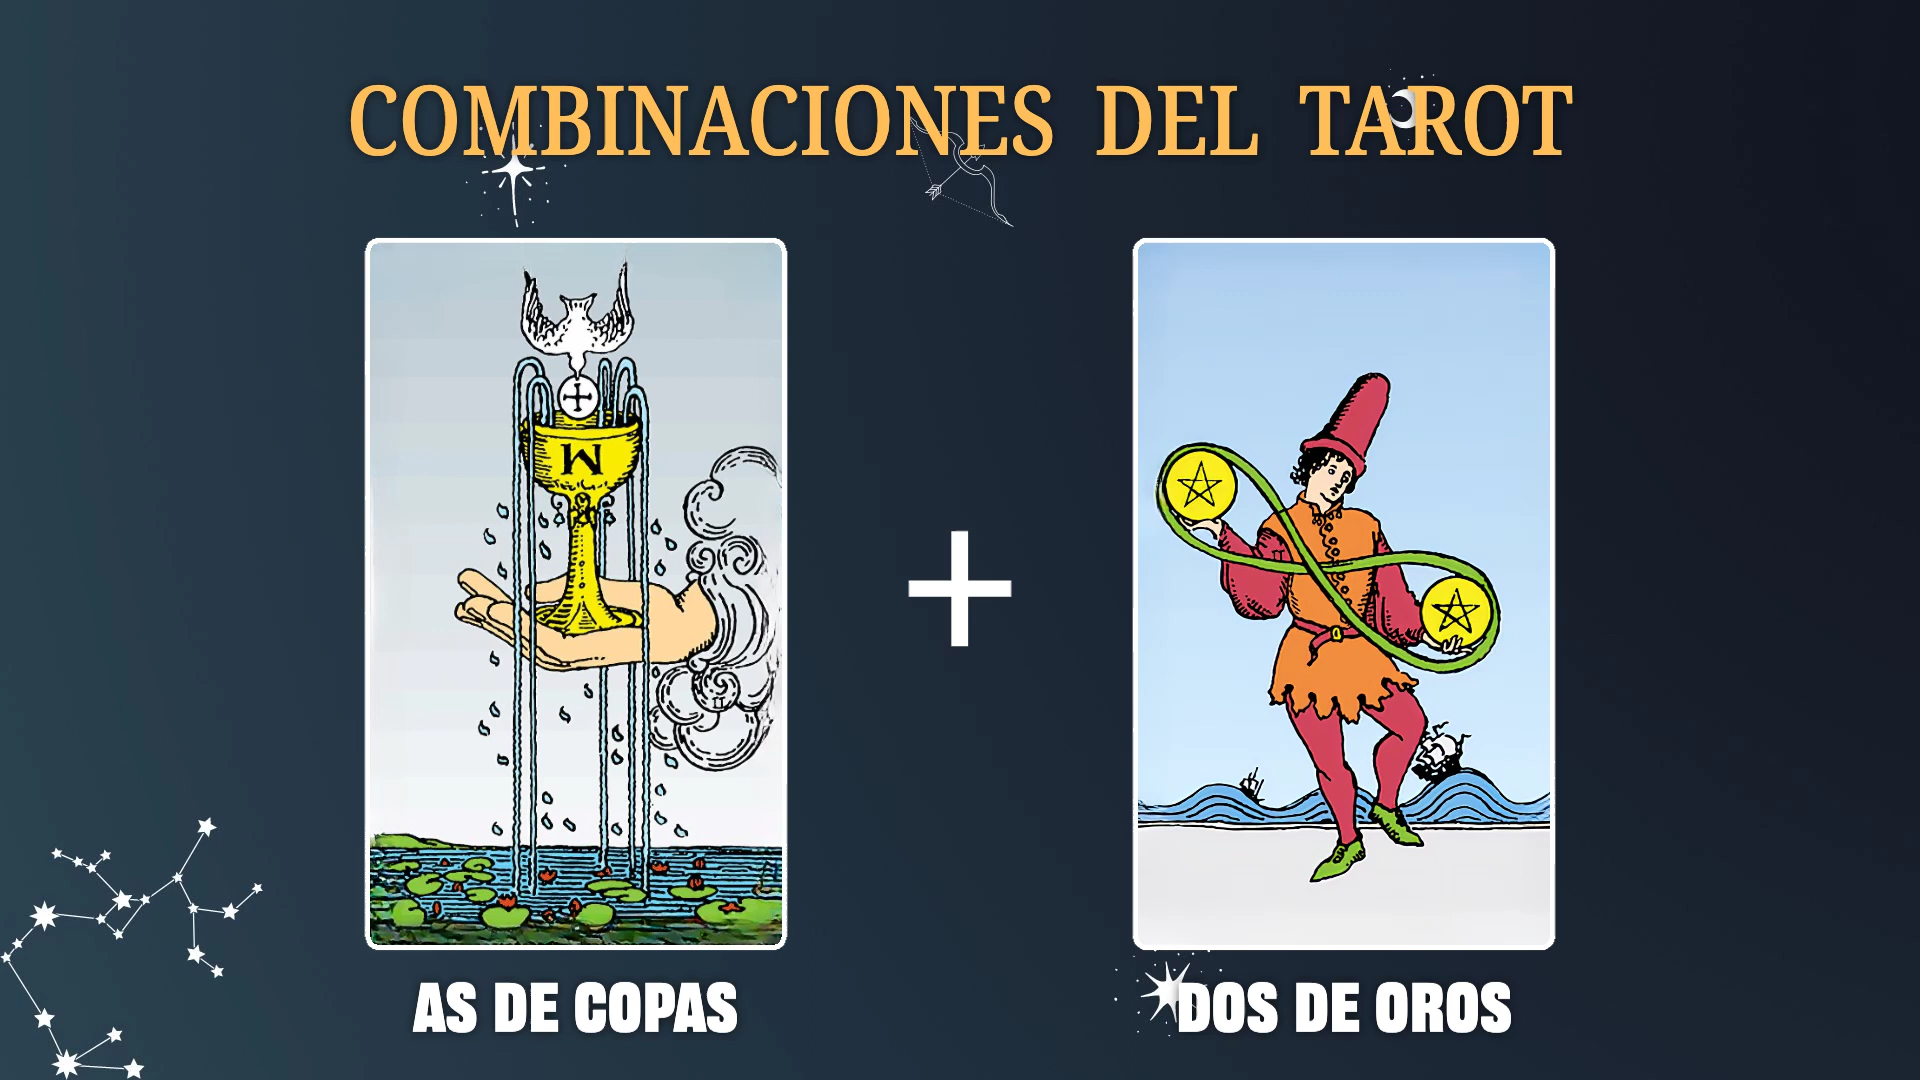 COMBINACIONES DEL TAROT
W
+
AS DE COPAS
DOS DE OROS